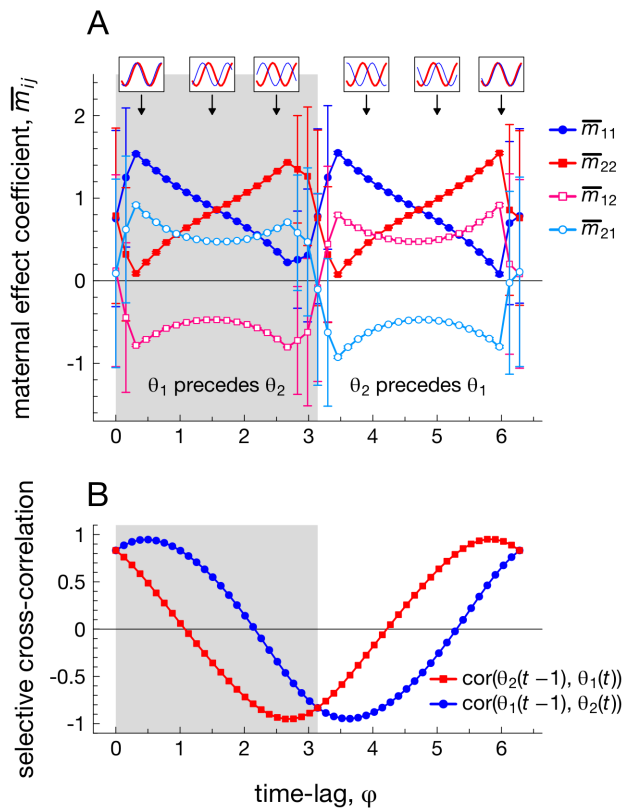 A
maternal effect coefficient, m̅ij
2
1
0
-1
θ1 precedes θ2
θ2 precedes θ1
0 1 2 3 4 5 6
m̅11
m̅22
m̅12
m̅21
B
selective cross-correlation
1
0.5
0
-0.5
-1
cor(θ2(t −1), θ1(t))
cor(θ1(t −1), θ2(t))
0 1 2 3 4 5 6
time-lag, φ